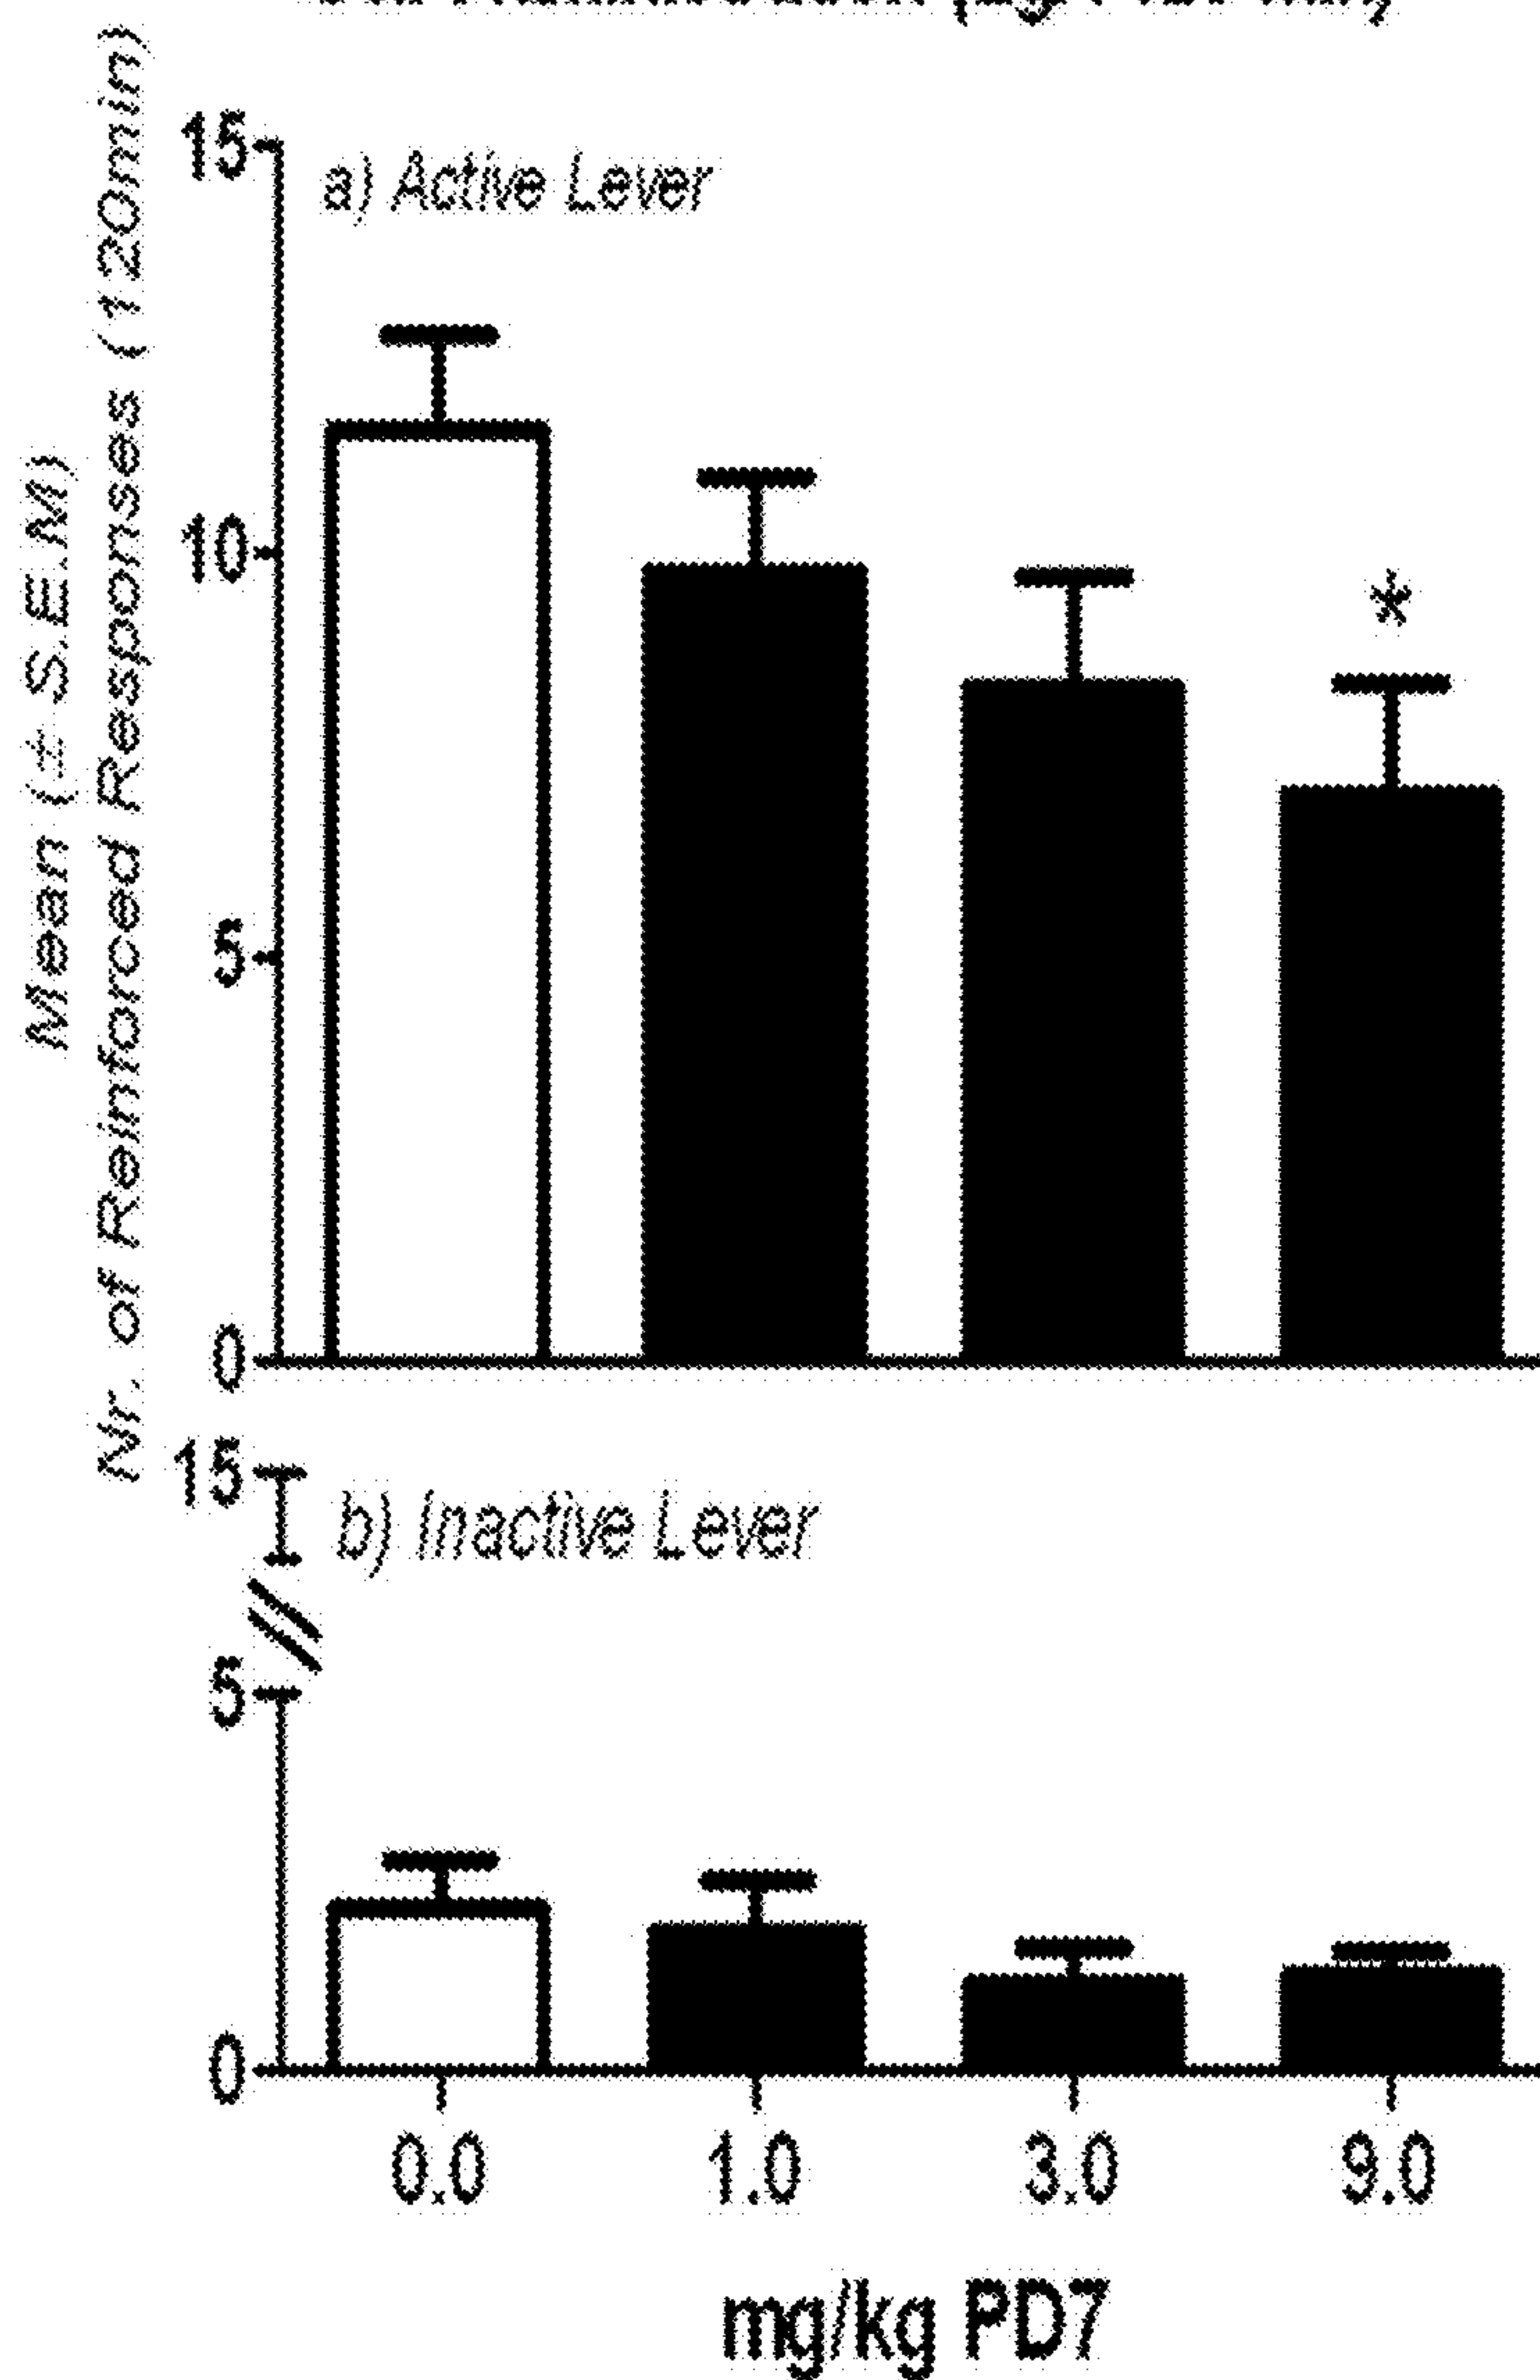 Mean (± S.E.M)
Nr. of Reinforced Responses (120min)
15
a) Active Lever
10
*
5
0
15
b) Inactive Lever
5
0
0.0 1.0 3.0 9.0
mg/kg PD7